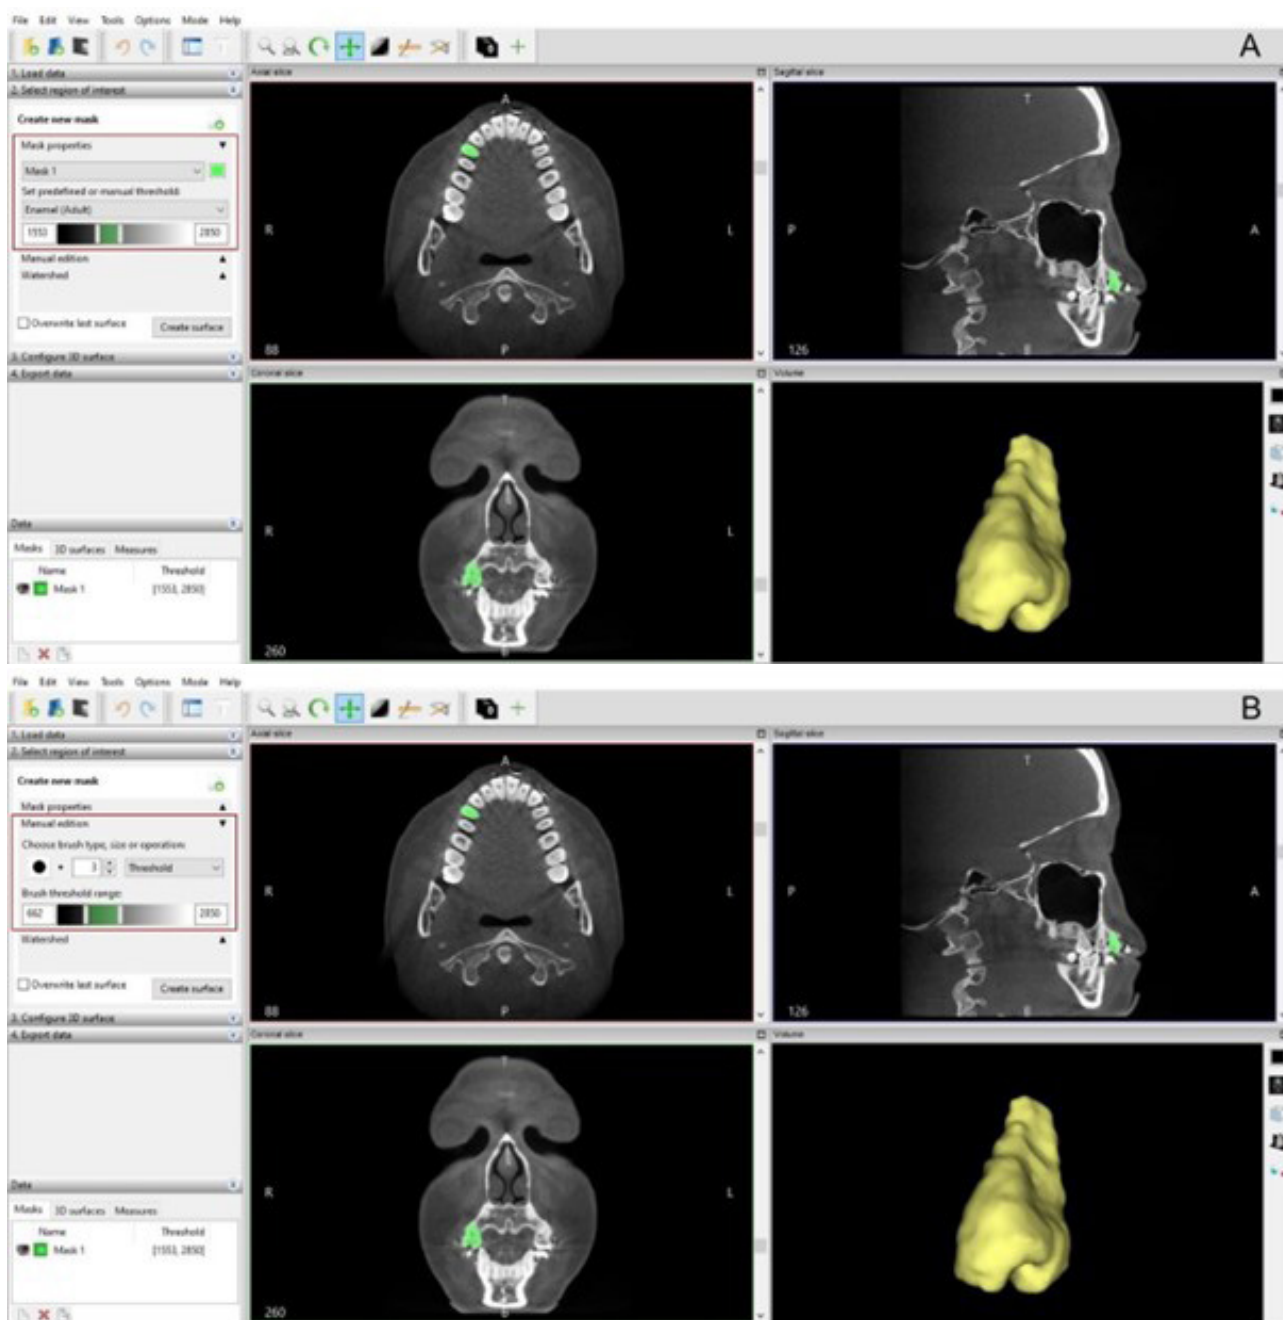 File Edit View Tools Options Mode Help
A
1. Load data
2. Select region of interest
Create new mask
Mask properties
Mask 1
Set predefined or manual threshold:
Enamel (Adult)
1553 2850
Manual edition
Watershed
Overwrite last surface Create surface
3. Configure 3D surface
4. Export data
Data
Masks 3D surfaces Measures
Name Threshold
Mask 1 [1553, 2850]
Axial slice
A
R L
P
88
Sagittal slice
T
P A
B
126
Coronal slice
T
R L
B
260
Volume
File Edit View Tools Options Mode Help
B
1. Load data
2. Select region of interest
Create new mask
Mask properties
Manual edition
Choose brush type, size or operation:
3 Threshold
Brush threshold range:
662 2850
Watershed
Overwrite last surface Create surface
3. Configure 3D surface
4. Export data
Data
Masks 3D surfaces Measures
Name Threshold
Mask 1 [1553, 2850]
Axial slice
A
R L
P
88
Sagittal slice
T
P A
B
126
Coronal slice
T
R L
B
260
Volume